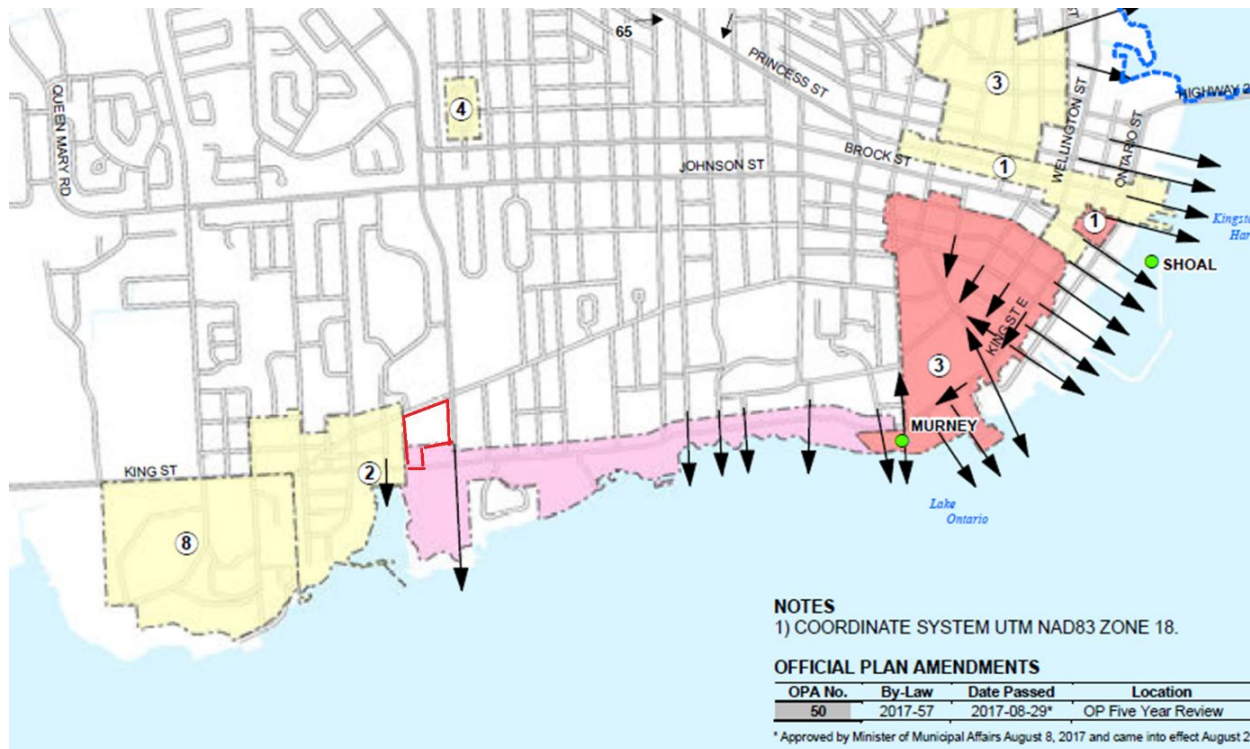 65
PRINCESS ST
3
4
HIGHWAY 2
QUEEN MARY RD
WELLINGTON ST
ONTARIO ST
BROCK ST
JOHNSON ST
1
1
SHOAL
KING ST E
3
MURNEY
KING ST
2
Lake
Ontario
8
NOTES
1) COORDINATE SYSTEM UTM NAD83 ZONE 18.
OFFICIAL PLAN AMENDMENTS
OPA No. By-Law Date Passed Location
50 2017-57 2017-08-29* OP Five Year Review
* Approved by Minister of Municipal Affairs August 8, 2017 and came into effect August 2